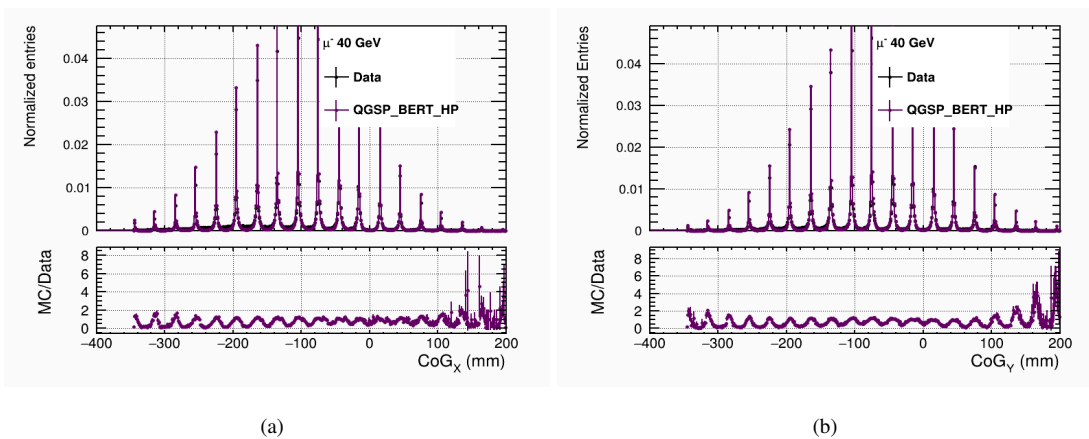 Normalized entries
0.04
0.03
0.02
0.01
0
μ⁻ 40 GeV
Data
QGSP_BERT_HP
MC/Data
8
6
4
2
0
−400 −300 −200 −100 0 100 200
CoG_X (mm)
(a)
Normalized Entries
0.04
0.03
0.02
0.01
0
μ⁻ 40 GeV
Data
QGSP_BERT_HP
MC/Data
8
6
4
2
0
−400 −300 −200 −100 0 100 200
CoG_Y (mm)
(b)